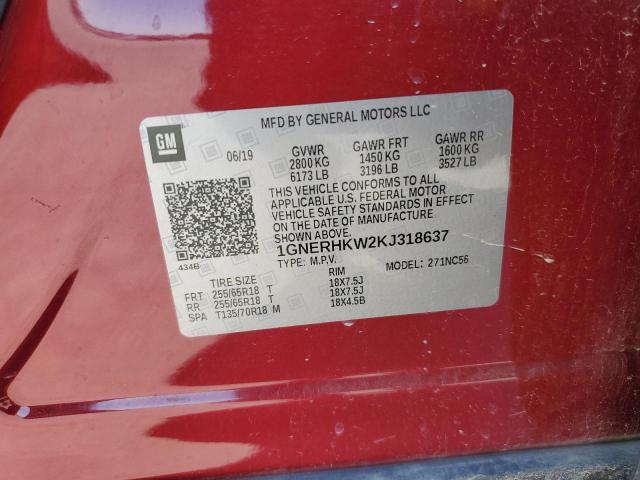 MFD BY GENERAL MOTORS LLC
GM
06/19 GVWR GAWR FRT GAWR RR
2800 KG 1450 KG 1600 KG
6173 LB 3196 LB 3527 LB
THIS VEHICLE CONFORMS TO ALL
APPLICABLE U.S. FEDERAL MOTOR
VEHICLE SAFETY STANDARDS IN EFFECT
ON THE DATE OF MANUFACTURE
SHOWN ABOVE.
1GNERHKW2KJ318637
434B
TYPE: M.P.V. MODEL: 271NC56
TIRE SIZE RIM
FRT 255/65R18 T 18X7.5J
RR 255/65R18 T 18X7.5J
SPA T135/70R18 M 18X4.5B